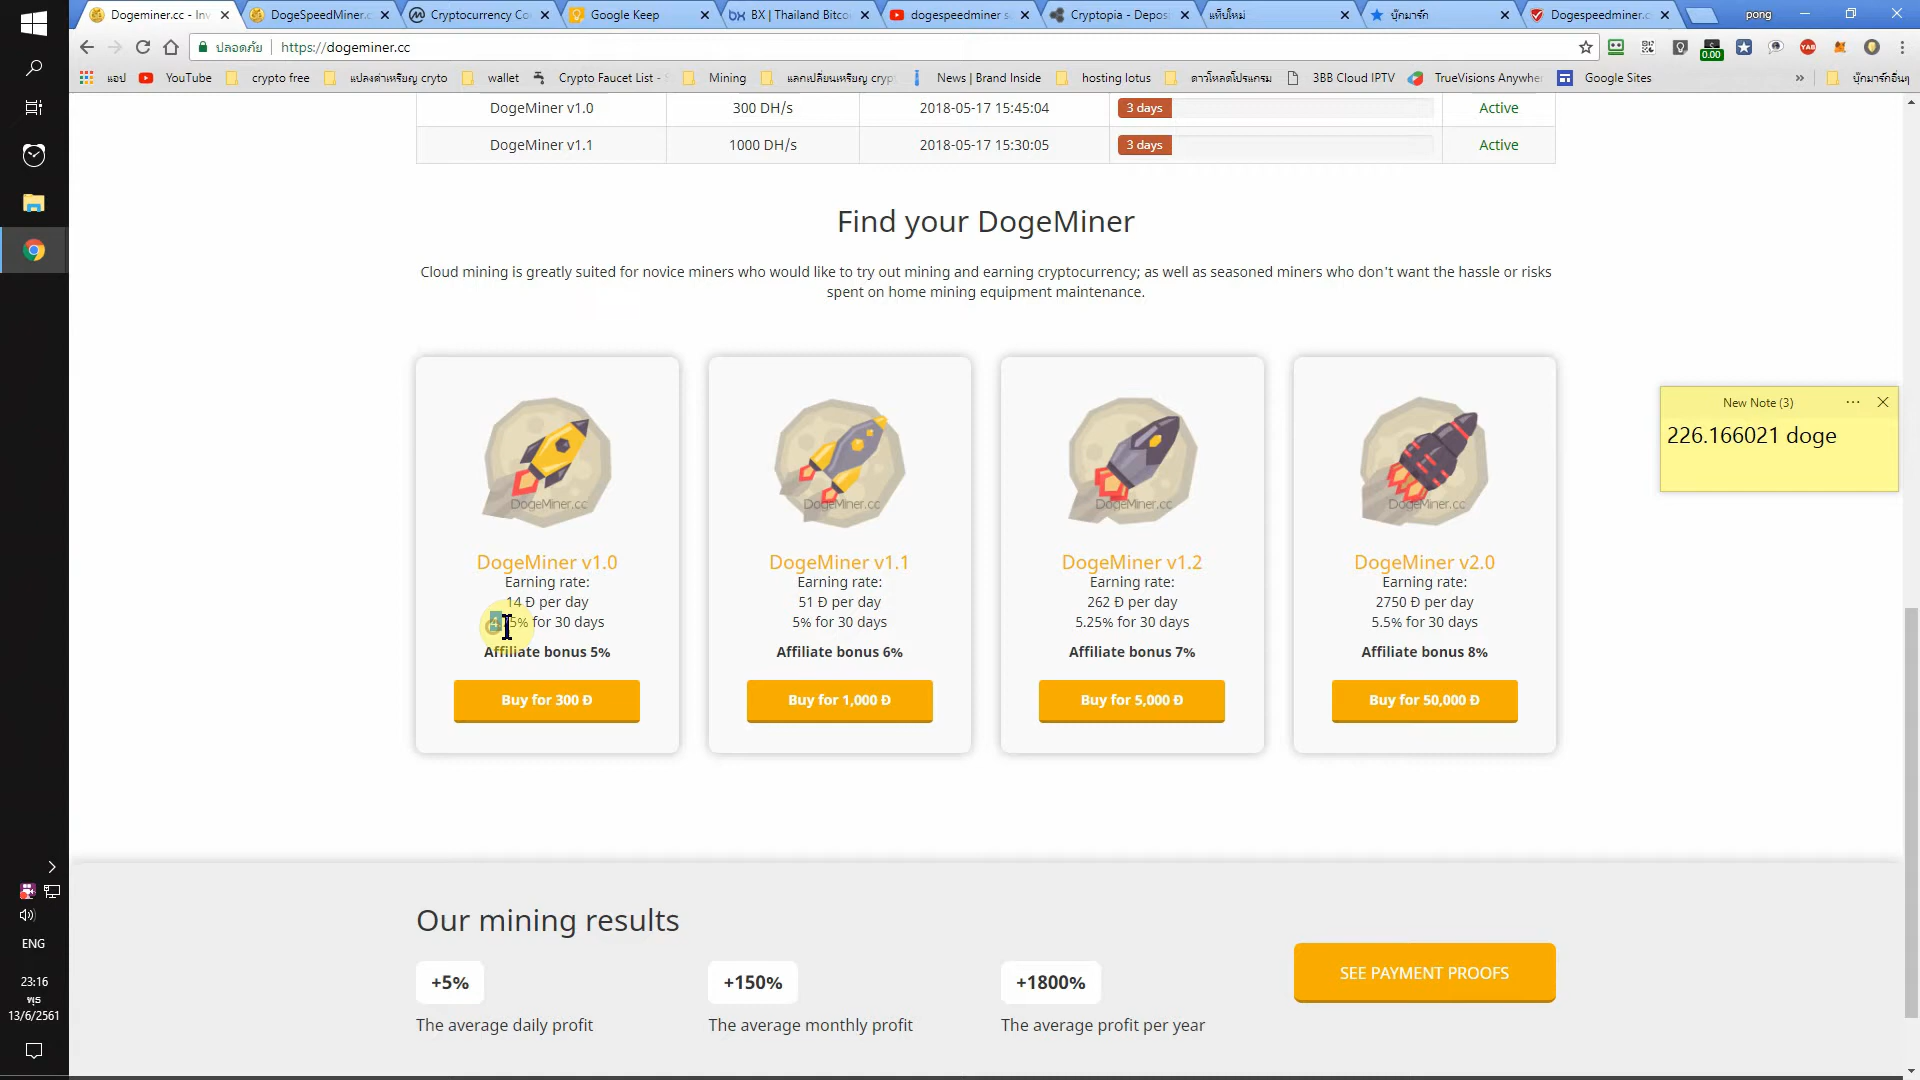 Dogeminer.cc - Inv
DogeSpeedMiner.c
Cryptocurrency Co
Google Keep
BX | Thailand Bitco
dogespeedminer s
Cryptopia - Depos
แท็บใหม่
บุ๊กมาร์ก
Dogespeedminer.c
pong
ปลอดภัย
https://dogeminer.cc
0.00
แอป
YouTube
crypto free
แปลงค่าเหรียญ cryto
wallet
Crypto Faucet List -
Mining
แลกเปลี่ยนเหรียญ cryp
News | Brand Inside
hosting lotus
ดาวโหลดโปรแกรม
3BB Cloud IPTV
TrueVisions Anywhe
Google Sites
»
บุ๊กมาร์กอื่นๆ
DogeMiner v1.0 300 DH/s 2018-05-17 15:45:04 3 days Active
DogeMiner v1.1 1000 DH/s 2018-05-17 15:30:05 3 days Active
Find your DogeMiner
Cloud mining is greatly suited for novice miners who would like to try out mining and earning cryptocurrency; as well as seasoned miners who don't want the hassle or risks
spent on home mining equipment maintenance.
New Note (3)
226.166021 doge
DogeMiner.cc
DogeMiner v1.0
Earning rate:
14 Đ per day
5% for 30 days
Affiliate bonus 5%
Buy for 300 Đ
DogeMiner.cc
DogeMiner v1.1
Earning rate:
51 Đ per day
5% for 30 days
Affiliate bonus 6%
Buy for 1,000 Đ
DogeMiner.cc
DogeMiner v1.2
Earning rate:
262 Đ per day
5.25% for 30 days
Affiliate bonus 7%
Buy for 5,000 Đ
DogeMiner.cc
DogeMiner v2.0
Earning rate:
2750 Đ per day
5.5% for 30 days
Affiliate bonus 8%
Buy for 50,000 Đ
Our mining results
+5%
The average daily profit
+150%
The average monthly profit
+1800%
The average profit per year
SEE PAYMENT PROOFS
ENG
23:16
พุธ
13/6/2561